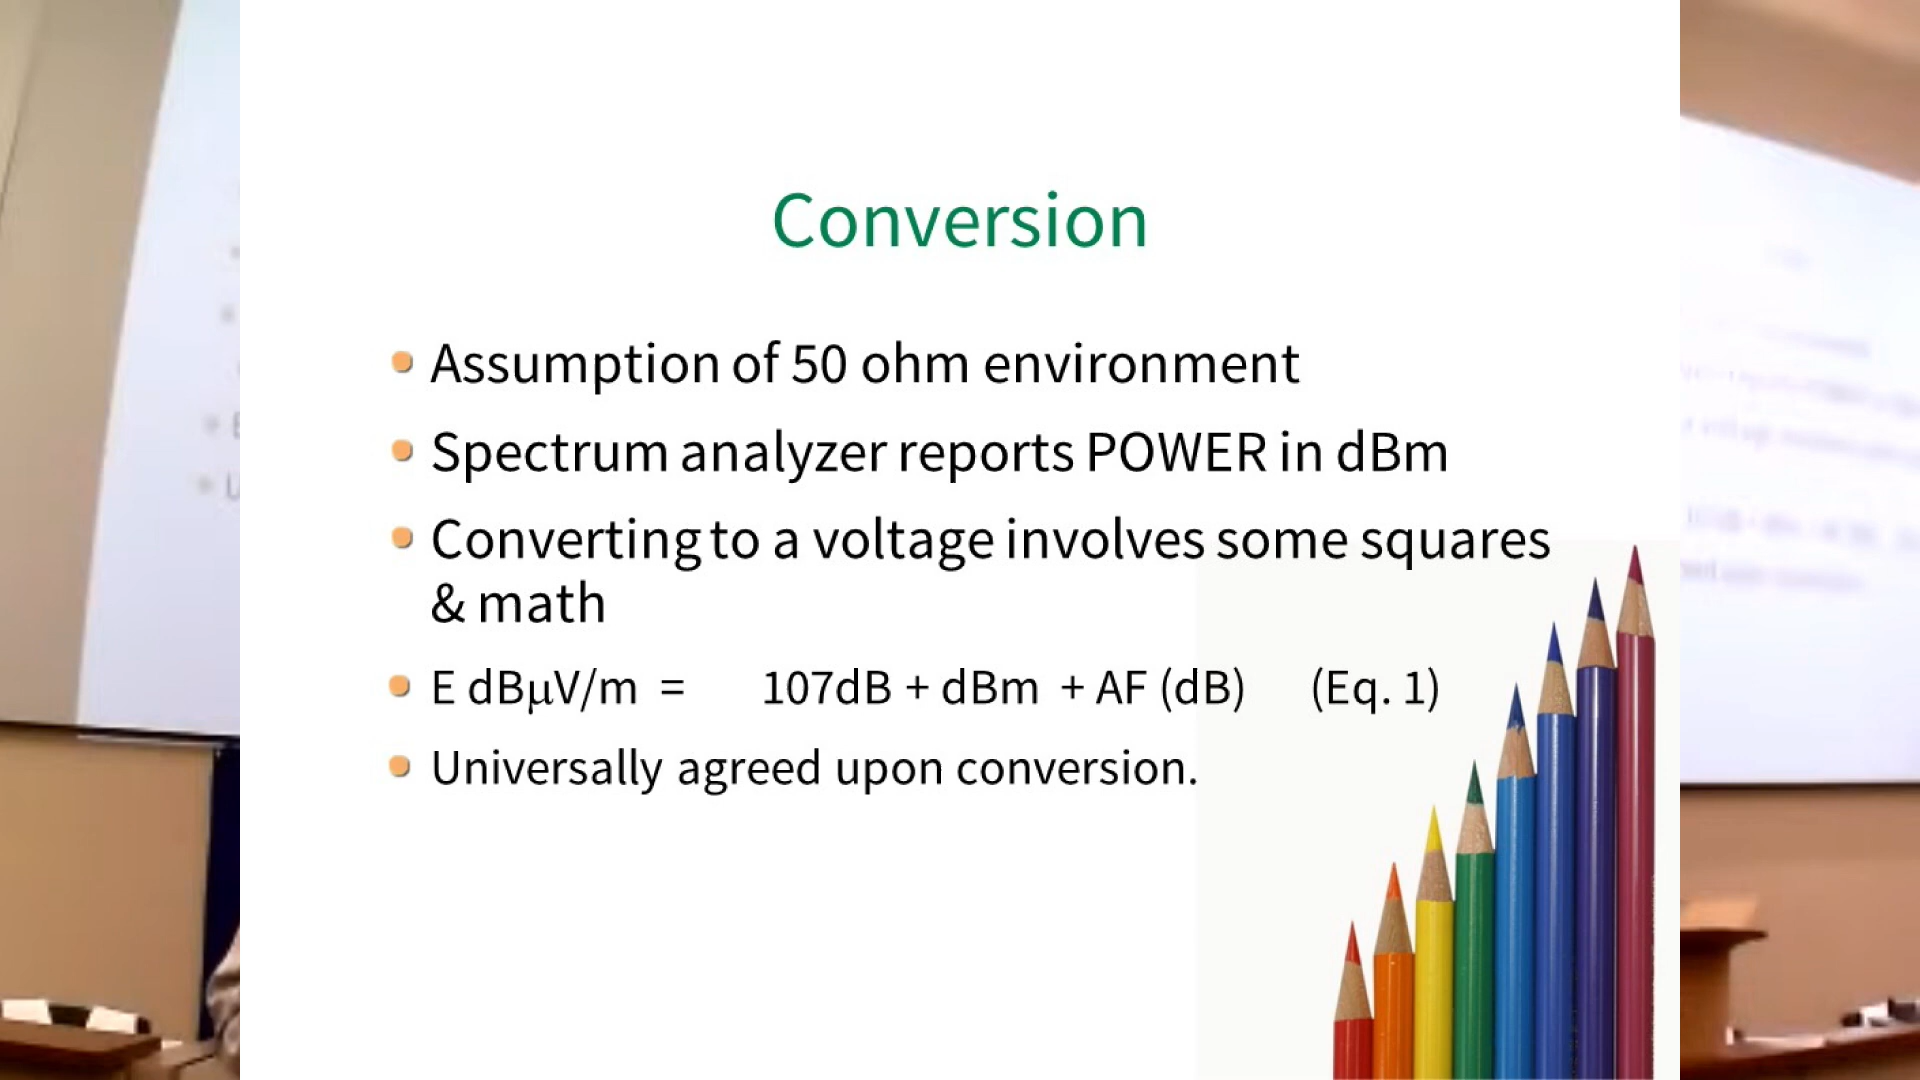 Conversion
Assumption of 50 ohm environment
Spectrum analyzer reports POWER in dBm
Converting to a voltage involves some squares
& math
E dBμV/m = 107dB + dBm + AF (dB) (Eq. 1)
Universally agreed upon conversion.